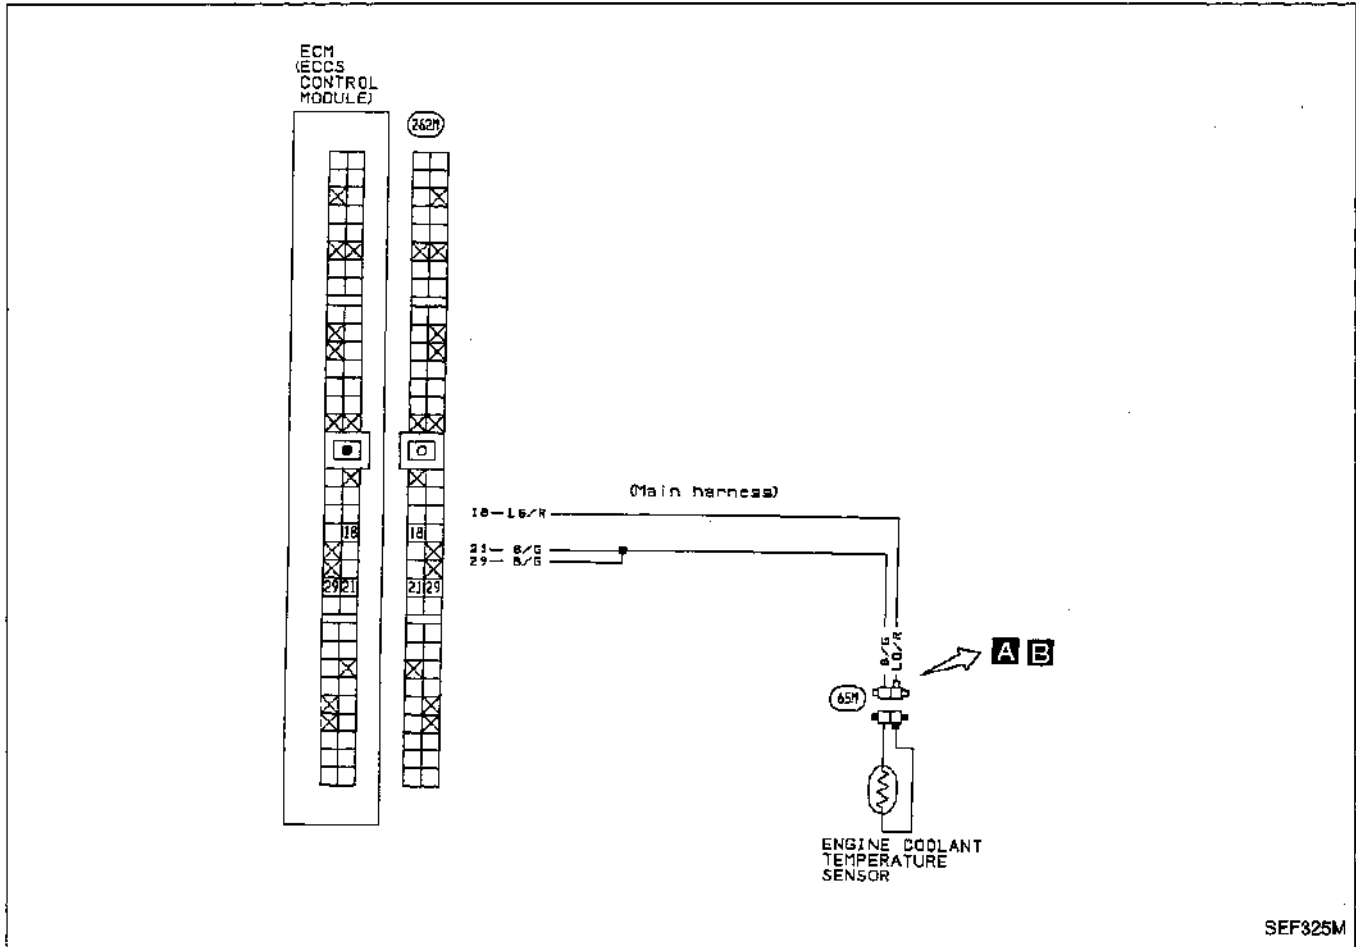 ECM
(ECCS
CONTROL
MODULE)
262M
18
18
29 21
21 29
(Main harness)
18— LG/R
21— B/G
29— B/G
B/G
LG/R
A B
65M
ENGINE COOLANT
TEMPERATURE
SENSOR
SEF325M